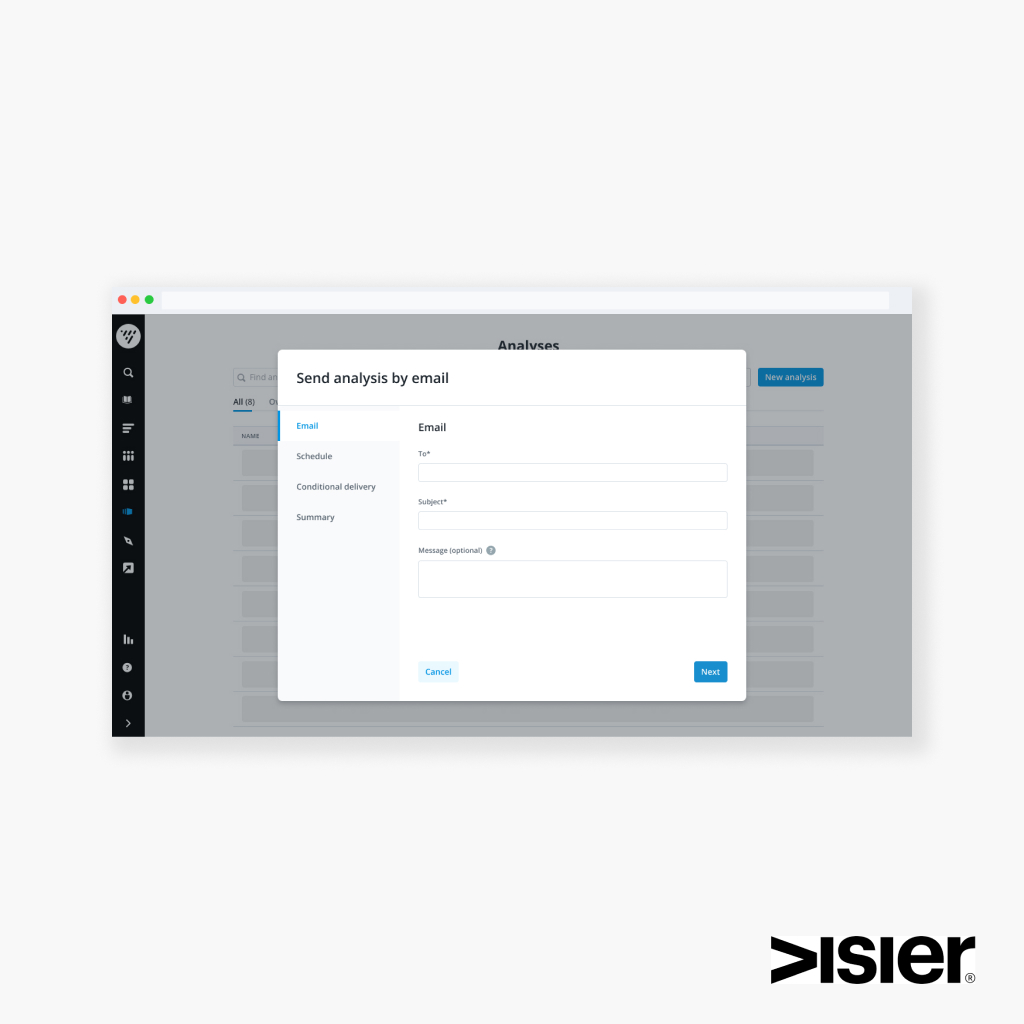 Analyses
Find an
New analysis
All (8)
NAME
Send analysis by email
Email
Schedule
Conditional delivery
Summary
Email
To*
Subject*
Message (optional) ?
Cancel
Next
?
VISIER®